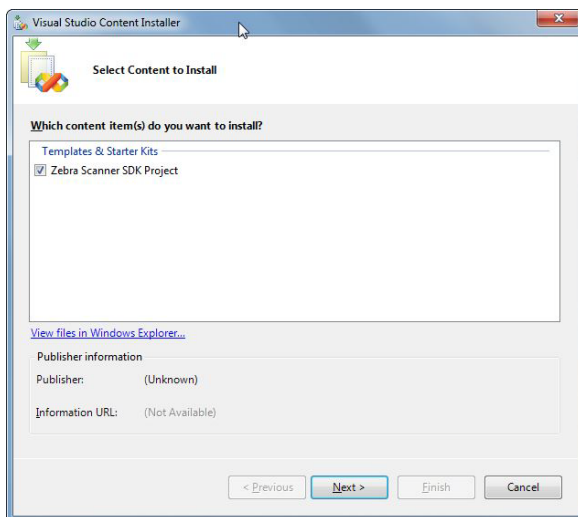 Visual Studio Content Installer
Select Content to Install
Which content item(s) do you want to install?
Templates & Starter Kits
Zebra Scanner SDK Project
View files in Windows Explorer...
Publisher information
Publisher: (Unknown)
Information URL: (Not Available)
< Previous Next > Finish Cancel